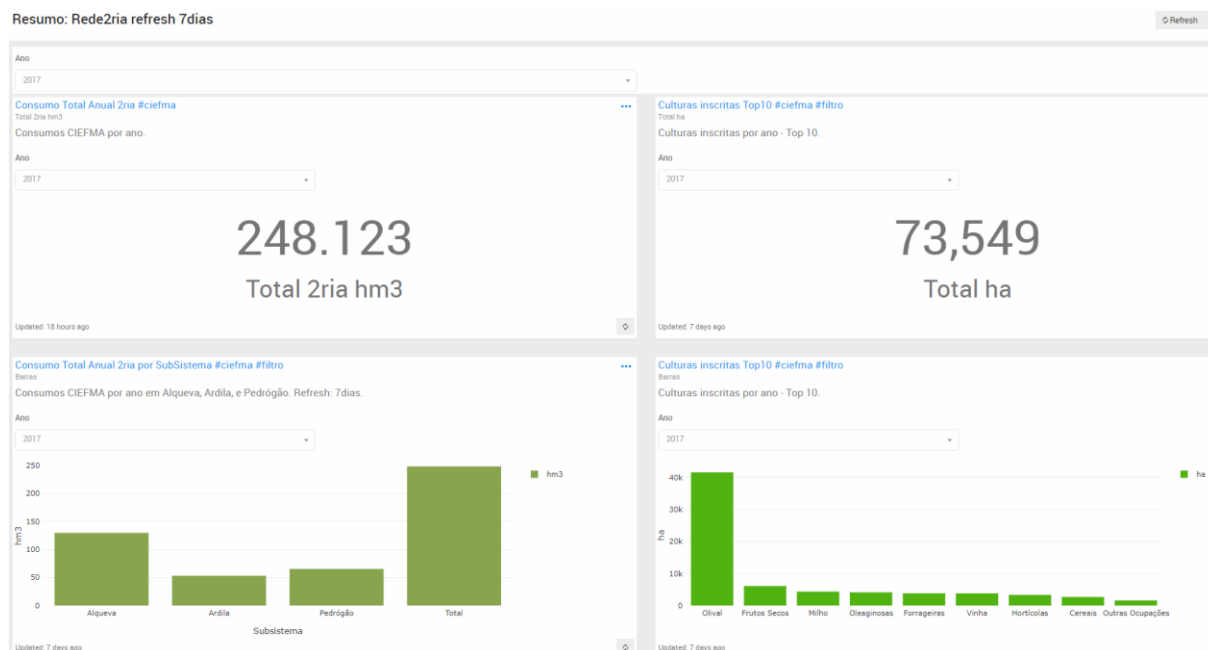 Resumo: Rede2ria refresh 7dias
Refresh
Ano
2017
Consumo Total Anual 2ria #ciefma
Total 2ria hm3
Consumos CIEFMA por ano.
Ano
2017
248.123
Total 2ria hm3
Updated: 18 hours ago
Culturas inscritas Top10 #ciefma #filtro
Total ha
Culturas inscritas por ano - Top 10.
Ano
2017
73,549
Total ha
Updated: 7 days ago
Consumo Total Anual 2ria por SubSistema #ciefma #filtro
Barras
Consumos CIEFMA por ano em Alqueva, Ardila, e Pedrógão. Refresh: 7dias.
Ano
2017
250
200
150
100
50
0
hm3
hm3
Alqueva Ardila Pedrógão Total
Subsistema
Updated: 7 days ago
Culturas inscritas Top10 #ciefma #filtro
Barras
Culturas inscritas por ano - Top 10.
Ano
2017
40k
30k
20k
10k
0
ha
ha
Olival Frutos Secos Milho Oleaginosas Forrageiras Vinha Hortícolas Cereais Outras Ocupações
Updated: 7 days ago